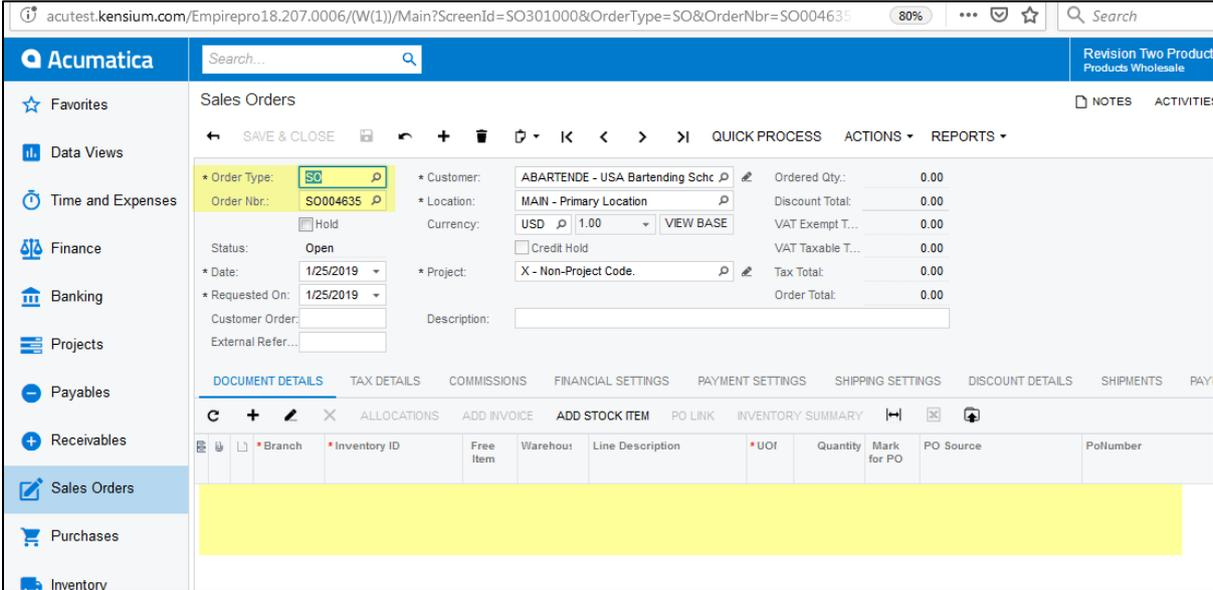 acutest.kensium.com/Empirepro18.207.0006/(W(1))/Main?ScreenId=SO301000&OrderType=SO&OrderNbr=SO004635 80% Search
Acumatica Search... Revision Two Product
Products Wholesale
Favorites
Data Views
Time and Expenses
Finance
Banking
Projects
Payables
Receivables
Sales Orders
Purchases
Inventory
Sales Orders NOTES ACTIVITIES
SAVE & CLOSE QUICK PROCESS ACTIONS REPORTS
* Order Type: SO * Customer: ABARTENDE - USA Bartending Schc Ordered Qty.: 0.00
Order Nbr.: SO004635 * Location: MAIN - Primary Location Discount Total: 0.00
Hold Currency: USD 1.00 VIEW BASE VAT Exempt T... 0.00
Status: Open Credit Hold VAT Taxable T... 0.00
* Date: 1/25/2019 * Project: X - Non-Project Code. Tax Total: 0.00
* Requested On: 1/25/2019 Order Total: 0.00
Customer Order: Description:
External Refer...
DOCUMENT DETAILS TAX DETAILS COMMISSIONS FINANCIAL SETTINGS PAYMENT SETTINGS SHIPPING SETTINGS DISCOUNT DETAILS SHIPMENTS PAY
ALLOCATIONS ADD INVOICE ADD STOCK ITEM PO LINK INVENTORY SUMMARY
* Branch * Inventory ID Free Item Warehous Line Description * UOM Quantity Mark for PO PO Source PoNumber